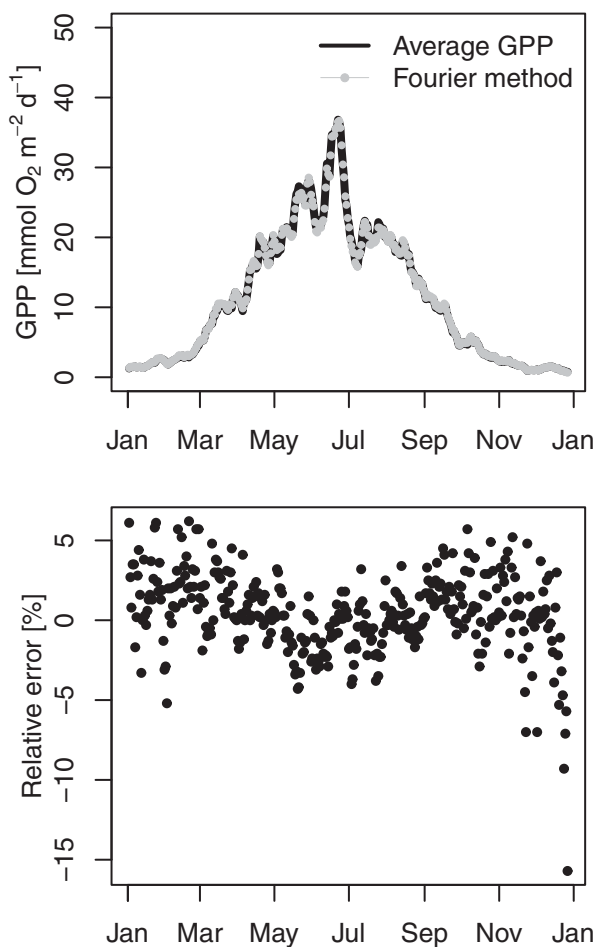 50
40
30
20
10
0
GPP [mmol O₂ m⁻² d⁻¹]
Average GPP
Fourier method
Jan Mar May Jul Sep Nov Jan
5
0
−5
−10
−15
Relative error [%]
Jan Mar May Jul Sep Nov Jan